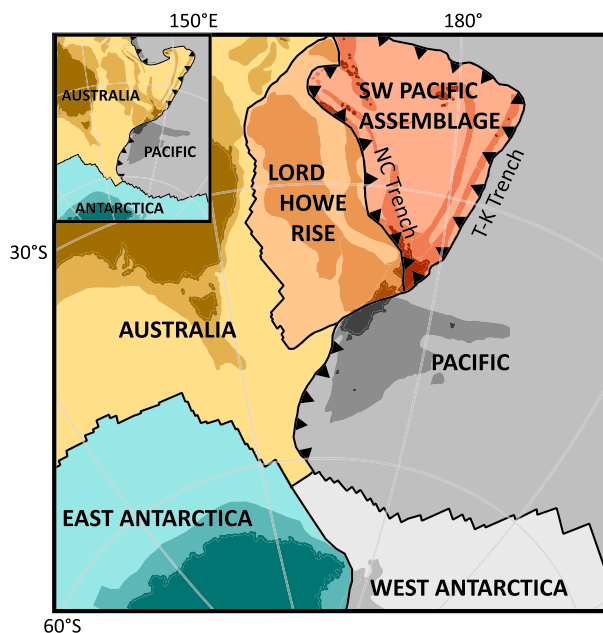 150°E
180°
AUSTRALIA
PACIFIC
ANTARCTICA
SW PACIFIC
ASSEMBLAGE
LORD
HOWE
RISE
NC Trench
T-K Trench
30°S
AUSTRALIA
PACIFIC
EAST ANTARCTICA
WEST ANTARCTICA
60°S